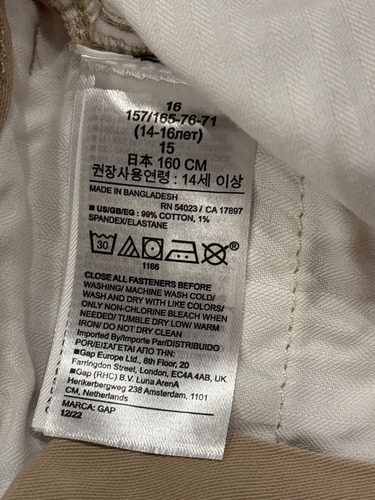 16
157/165-76-71
(14-16лет)
15
日本 160 CM
권장사용연령 : 14세 이상
MADE IN BANGLADESH
RN 54023 / CA 17897
■ US/GB/EG : 99% COTTON, 1%
SPANDEX/ELASTANE
30
®
1166
CLOSE ALL FASTENERS BEFORE
WASHING/ MACHINE WASH COLD/
WASH AND DRY WITH LIKE COLORS/
ONLY NON-CHLORINE BLEACH WHEN
NEEDED/ TUMBLE DRY LOW/ WARM
IRON/ DO NOT DRY CLEAN
Imported By/Importe Par/DISTRIBUIDO
POR/ΕΙΣΑΓΕΤΑΙ ΑΠΟ ΤΗΝ:
■Gap Europe Ltd., 8th Floor, 20
Farringdon Street, London, EC4A 4AB, UK
■Gap (RHC) B.V. Luna ArenA
Herikerbergweg 238 Amsterdam, 1101
CM, Netherlands
MARCA: GAP
12/22